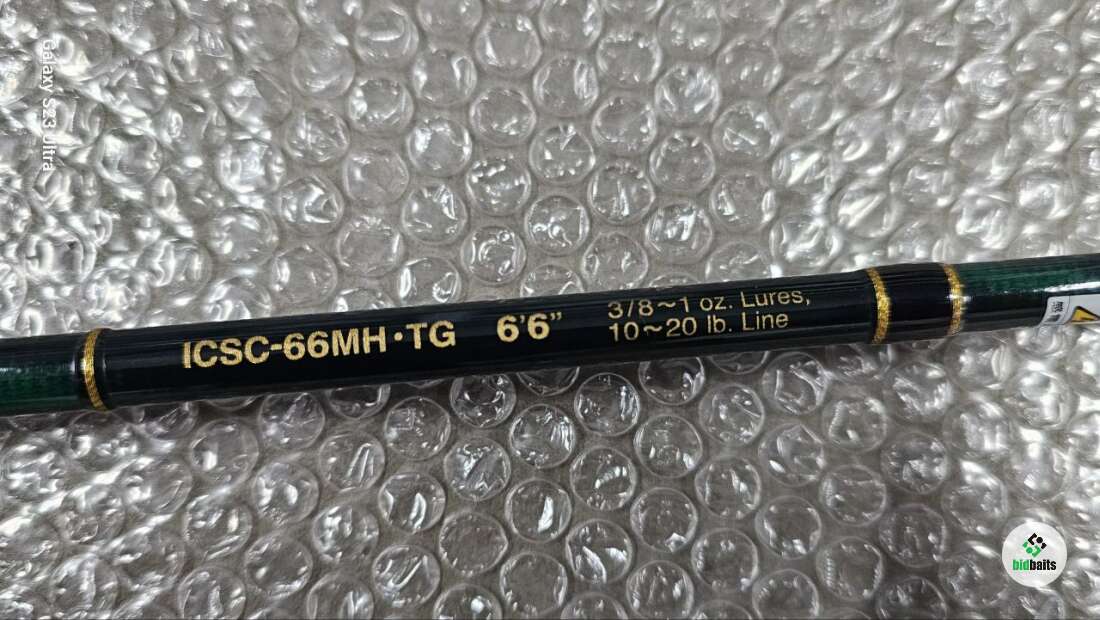 Galaxy S23 Ultra
ICSC-66MH·TG 6'6"
3/8~1 oz. Lures,
10~20 lb. Line
bidbaits